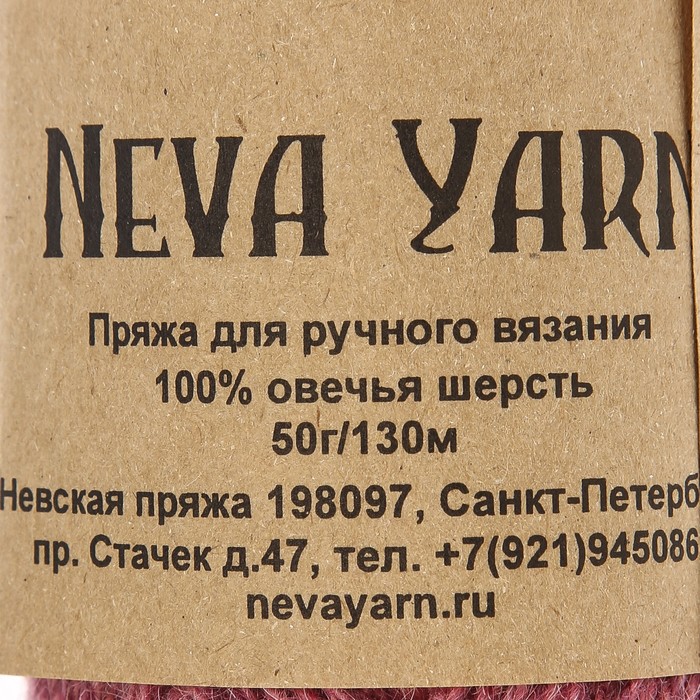 NEVA YARN
Пряжа для ручного вязания
100% овечья шерсть
50г/130м
Невская пряжа 198097, Санкт-Петерб
пр. Стачек д.47, тел. +7(921)945086
nevayarn.ru